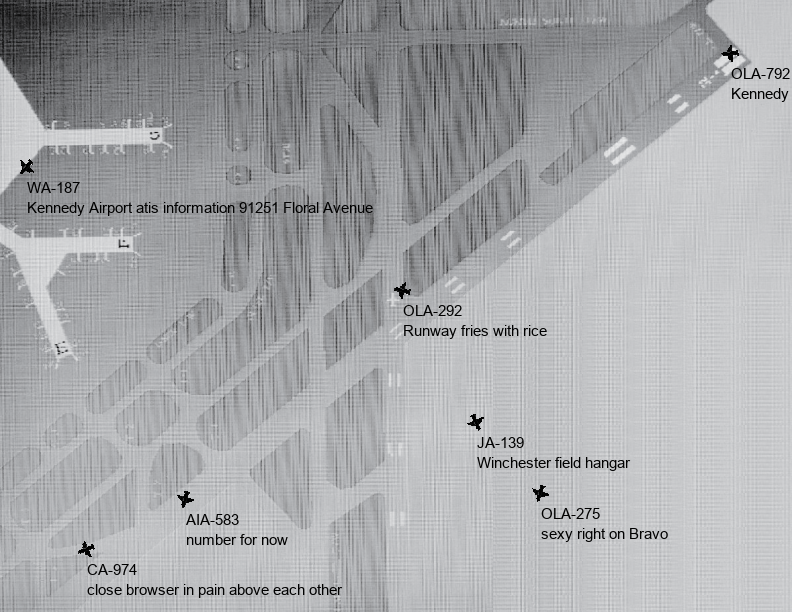 OLA-792
Kennedy
WA-187
Kennedy Airport atis information 91251 Floral Avenue
OLA-292
Runway fries with rice
JA-139
Winchester field hangar
OLA-275
sexy right on Bravo
AIA-583
number for now
CA-974
close browser in pain above each other